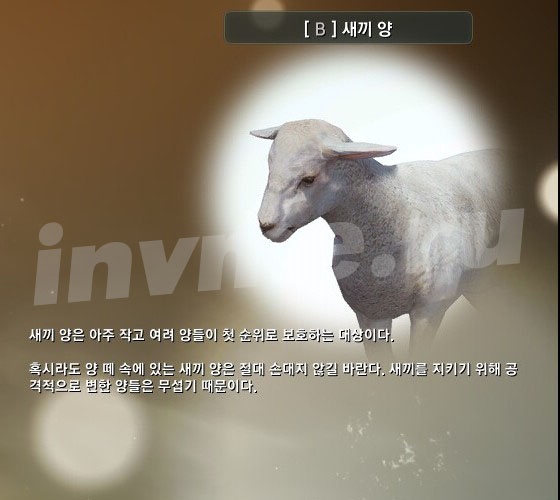 [ B ] 새끼 양
새끼 양은 아주 작고 여려 양들이 첫 순위로 보호하는 대상이다.
혹시라도 양 떼 속에 있는 새끼 양은 절대 손대지 않길 바란다. 새끼를 지키기 위해 공
격적으로 변한 양들은 무섭기 때문이다.